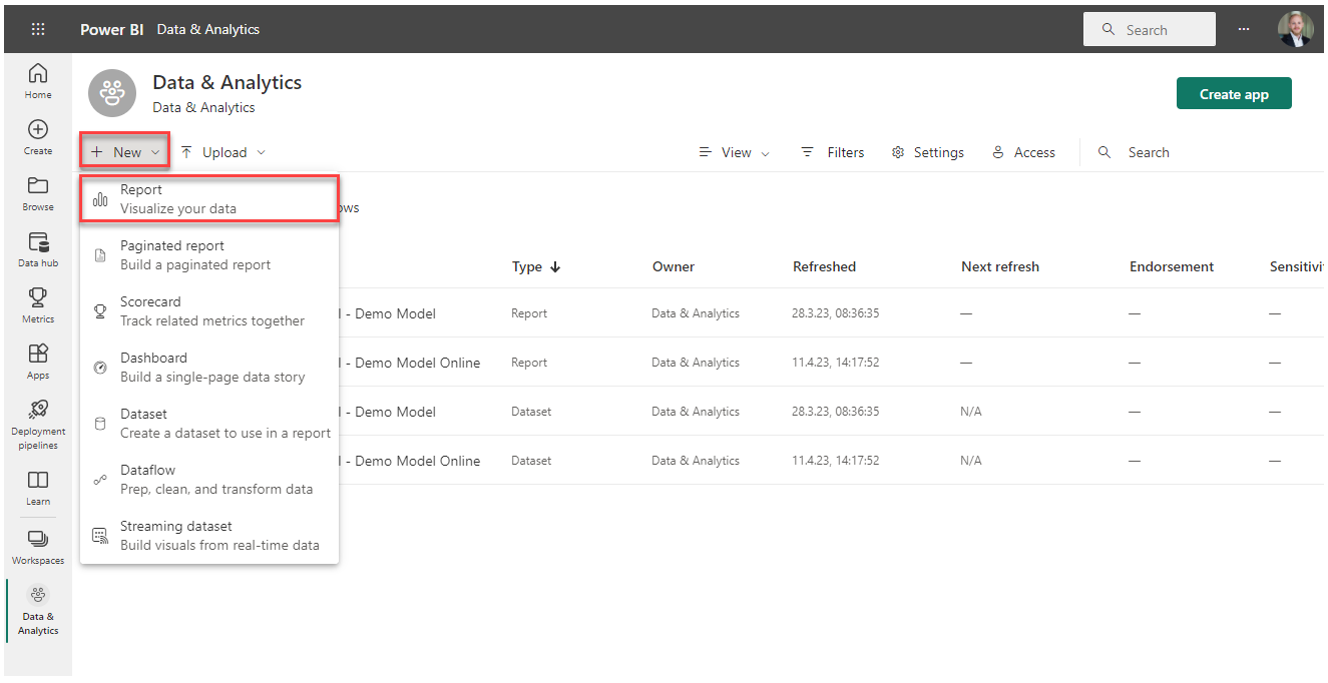 Power BI Data & Analytics
Search
Data & Analytics
Data & Analytics
Create app
New
Upload
View
Filters
Settings
Access
Search
Home
Create
Browse
Data hub
Metrics
Apps
Deployment
pipelines
Learn
Workspaces
Data &
Analytics
Report
Visualize your data
Paginated report
Build a paginated report
Scorecard
Track related metrics together
Dashboard
Build a single-page data story
Dataset
Create a dataset to use in a report
Dataflow
Prep, clean, and transform data
Streaming dataset
Build visuals from real-time data
Type Owner Refreshed Next refresh Endorsement
- Demo Model Report Data & Analytics 28.3.23, 08:36:35 — — —
- Demo Model Online Report Data & Analytics 11.4.23, 14:17:52 — — —
- Demo Model Dataset Data & Analytics 28.3.23, 08:36:35 N/A — —
- Demo Model Online Dataset Data & Analytics 11.4.23, 14:17:52 N/A — —